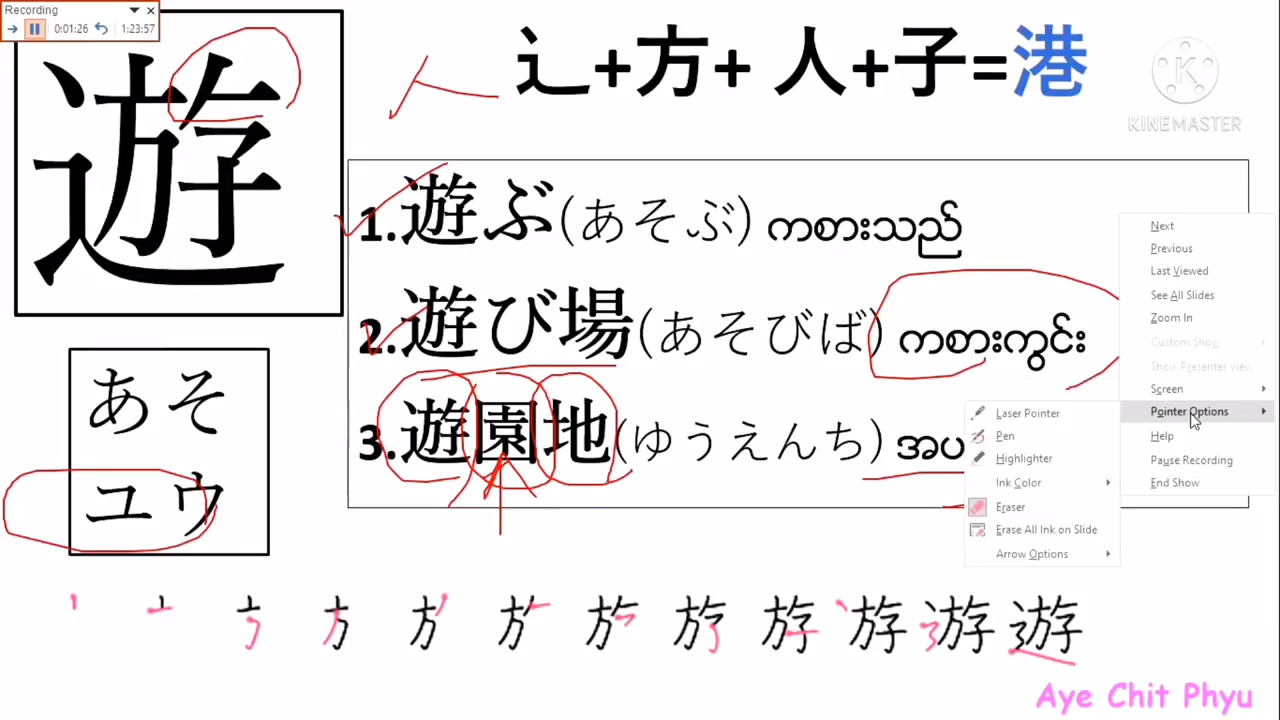 Recording
0:01:26 1:23:57
遊
⻌+方+ 人+子=港
KINEMASTER
1.遊ぶ(あそぶ) ကစားသည်
2.遊び場(あそびば) ကစားကွင်း
3.遊園地(ゆうえんち) အပ
あそ
ユウ
Next
Previous
Last Viewed
See All Slides
Zoom In
Custom Show
Show Presenter View
Screen
Pointer Options
Help
Pause Recording
End Show
Laser Pointer
Pen
Highlighter
Ink Color
Eraser
Erase All Ink on Slide
Arrow Options
遊
Aye Chit Phyu